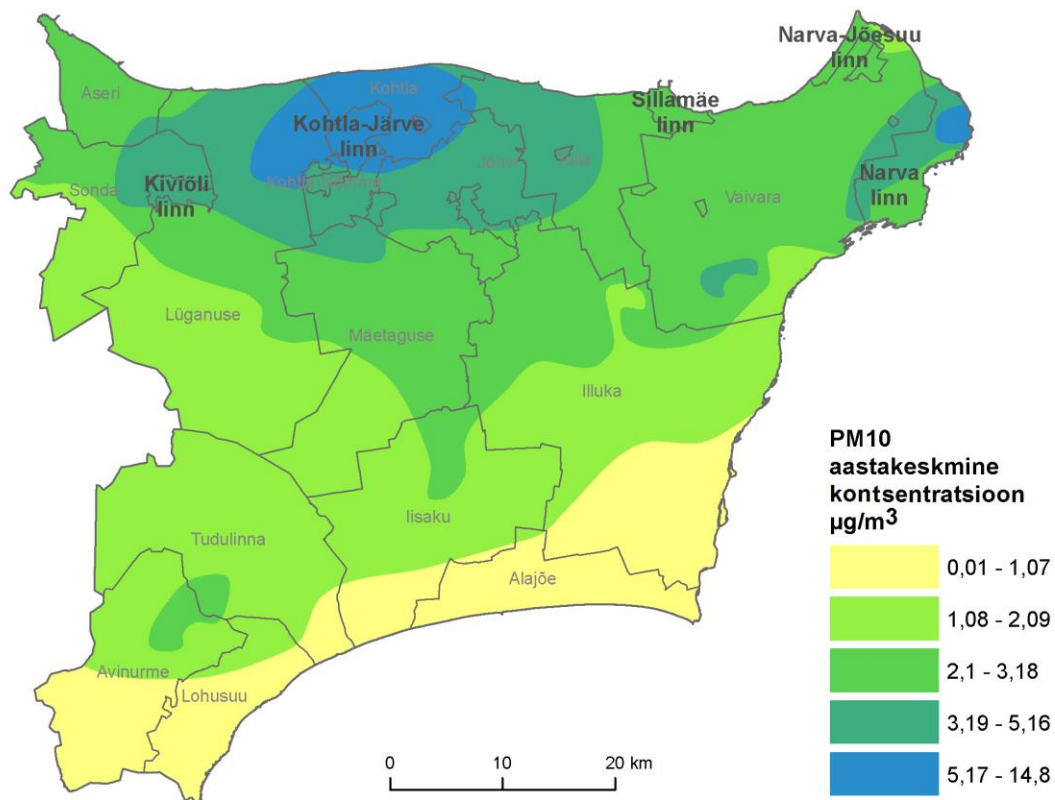 Narva-Jõesuu
linn
Aseri
Kohtla
Sillamäe
linn
Kohtla-Järve
linn
Jõhvi
Toila
Kohtla-Nõmme
Sonda
Kiviõli
linn
Vaivara
Narva
linn
Lüganuse
Mäetaguse
Illuka
Iisaku
Tudulinna
Alajõe
Avinurme
Lohusuu
PM10
aastakeskmine
kontsentratsioon
µg/m³
0,01 - 1,07
1,08 - 2,09
2,1 - 3,18
3,19 - 5,16
5,17 - 14,8
0 10 20 km